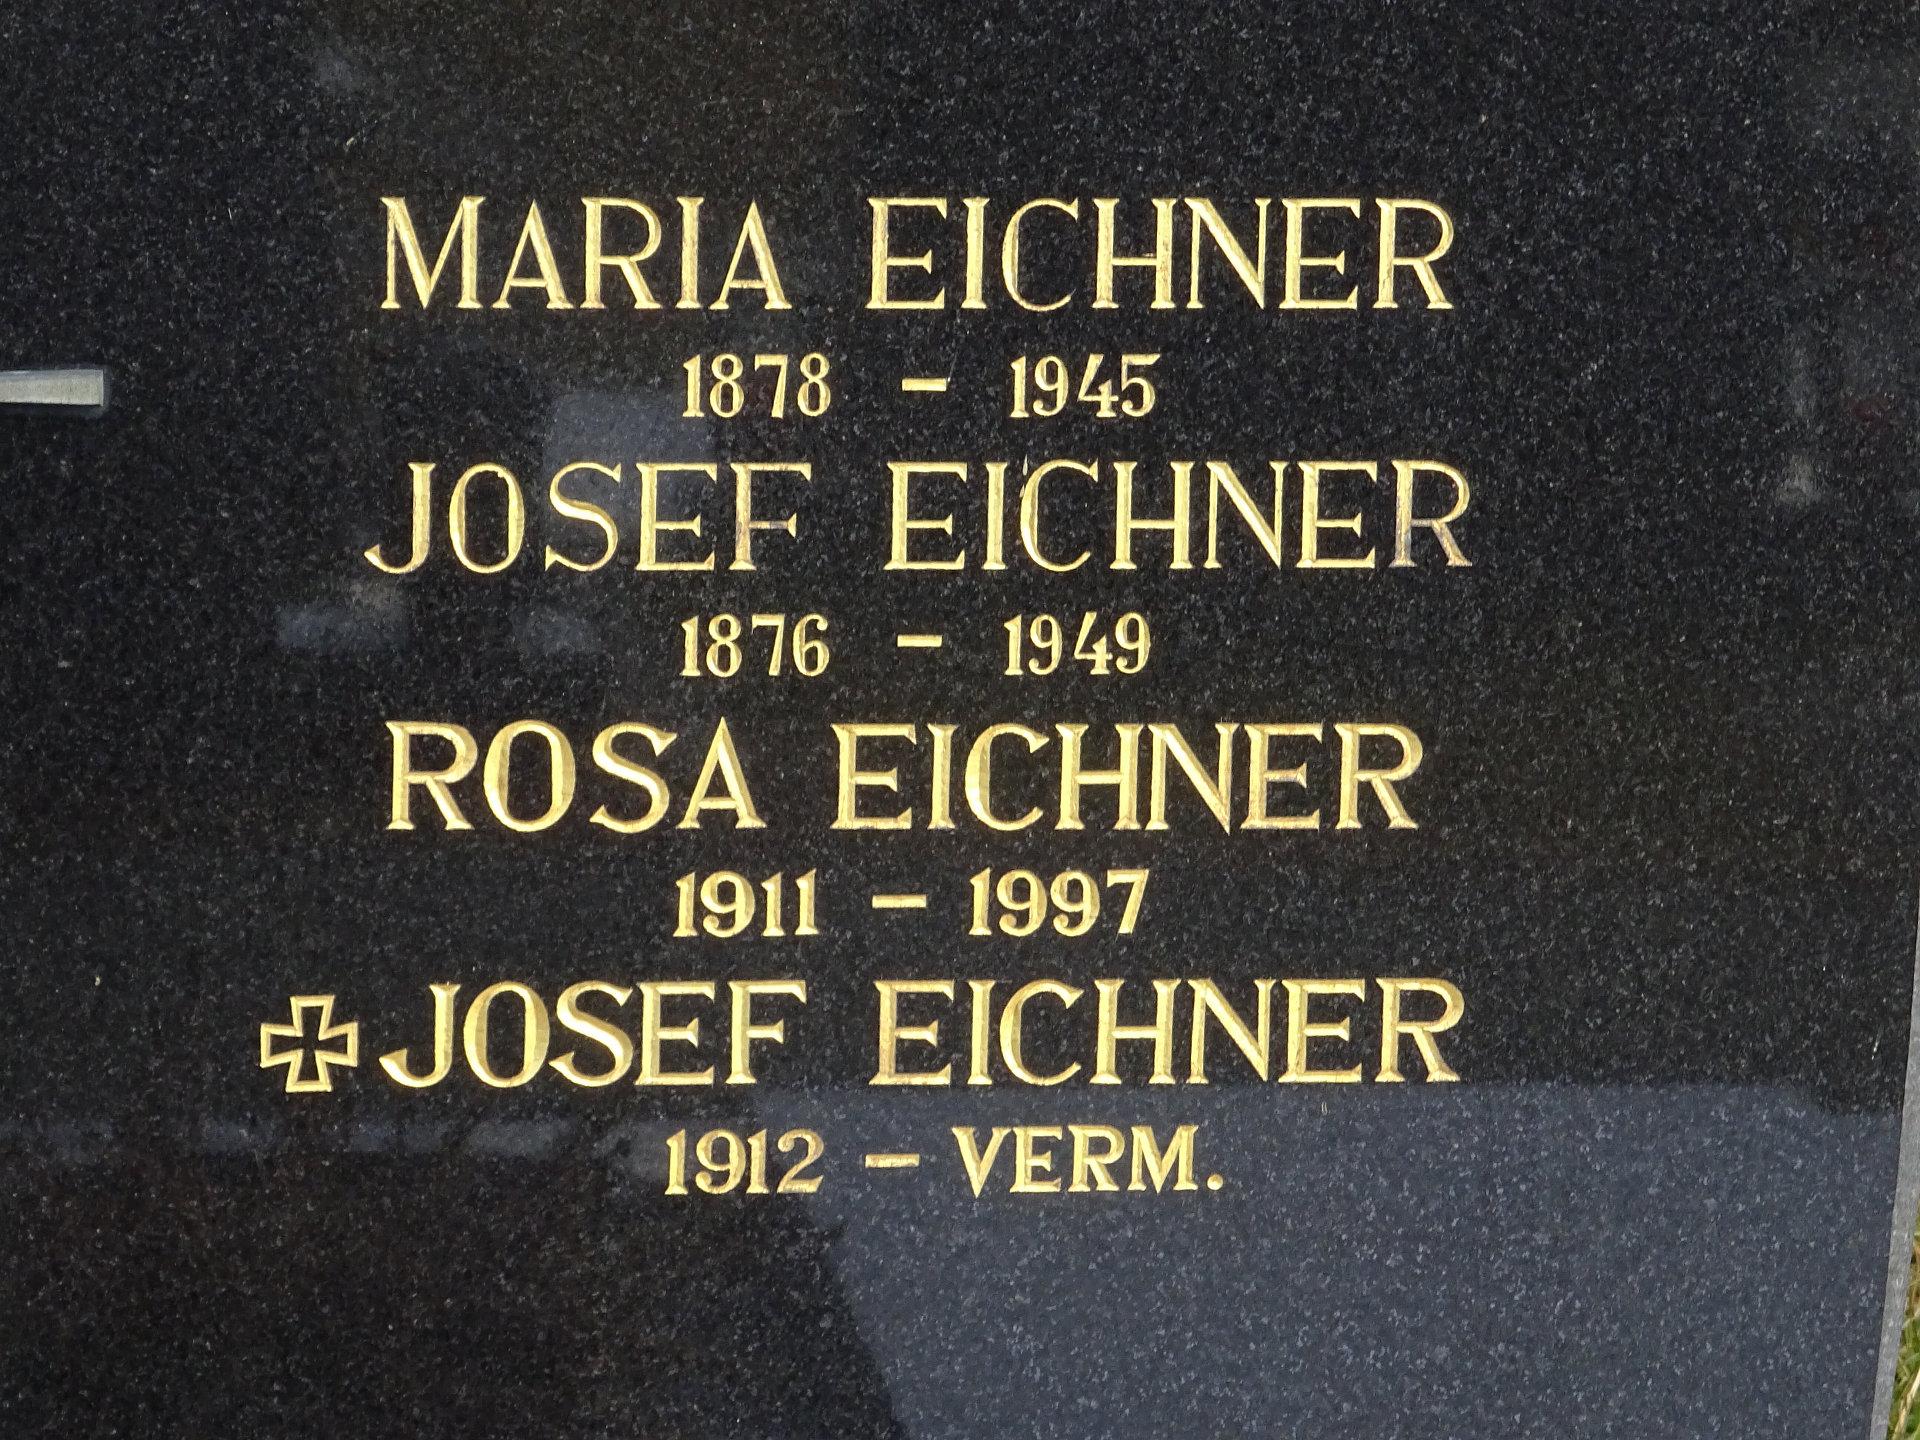 MARIA EICHNER
1878 – 1945
JOSEF EICHNER
1876 – 1949
ROSA EICHNER
1911 – 1997
JOSEF EICHNER
1912 – VERM.